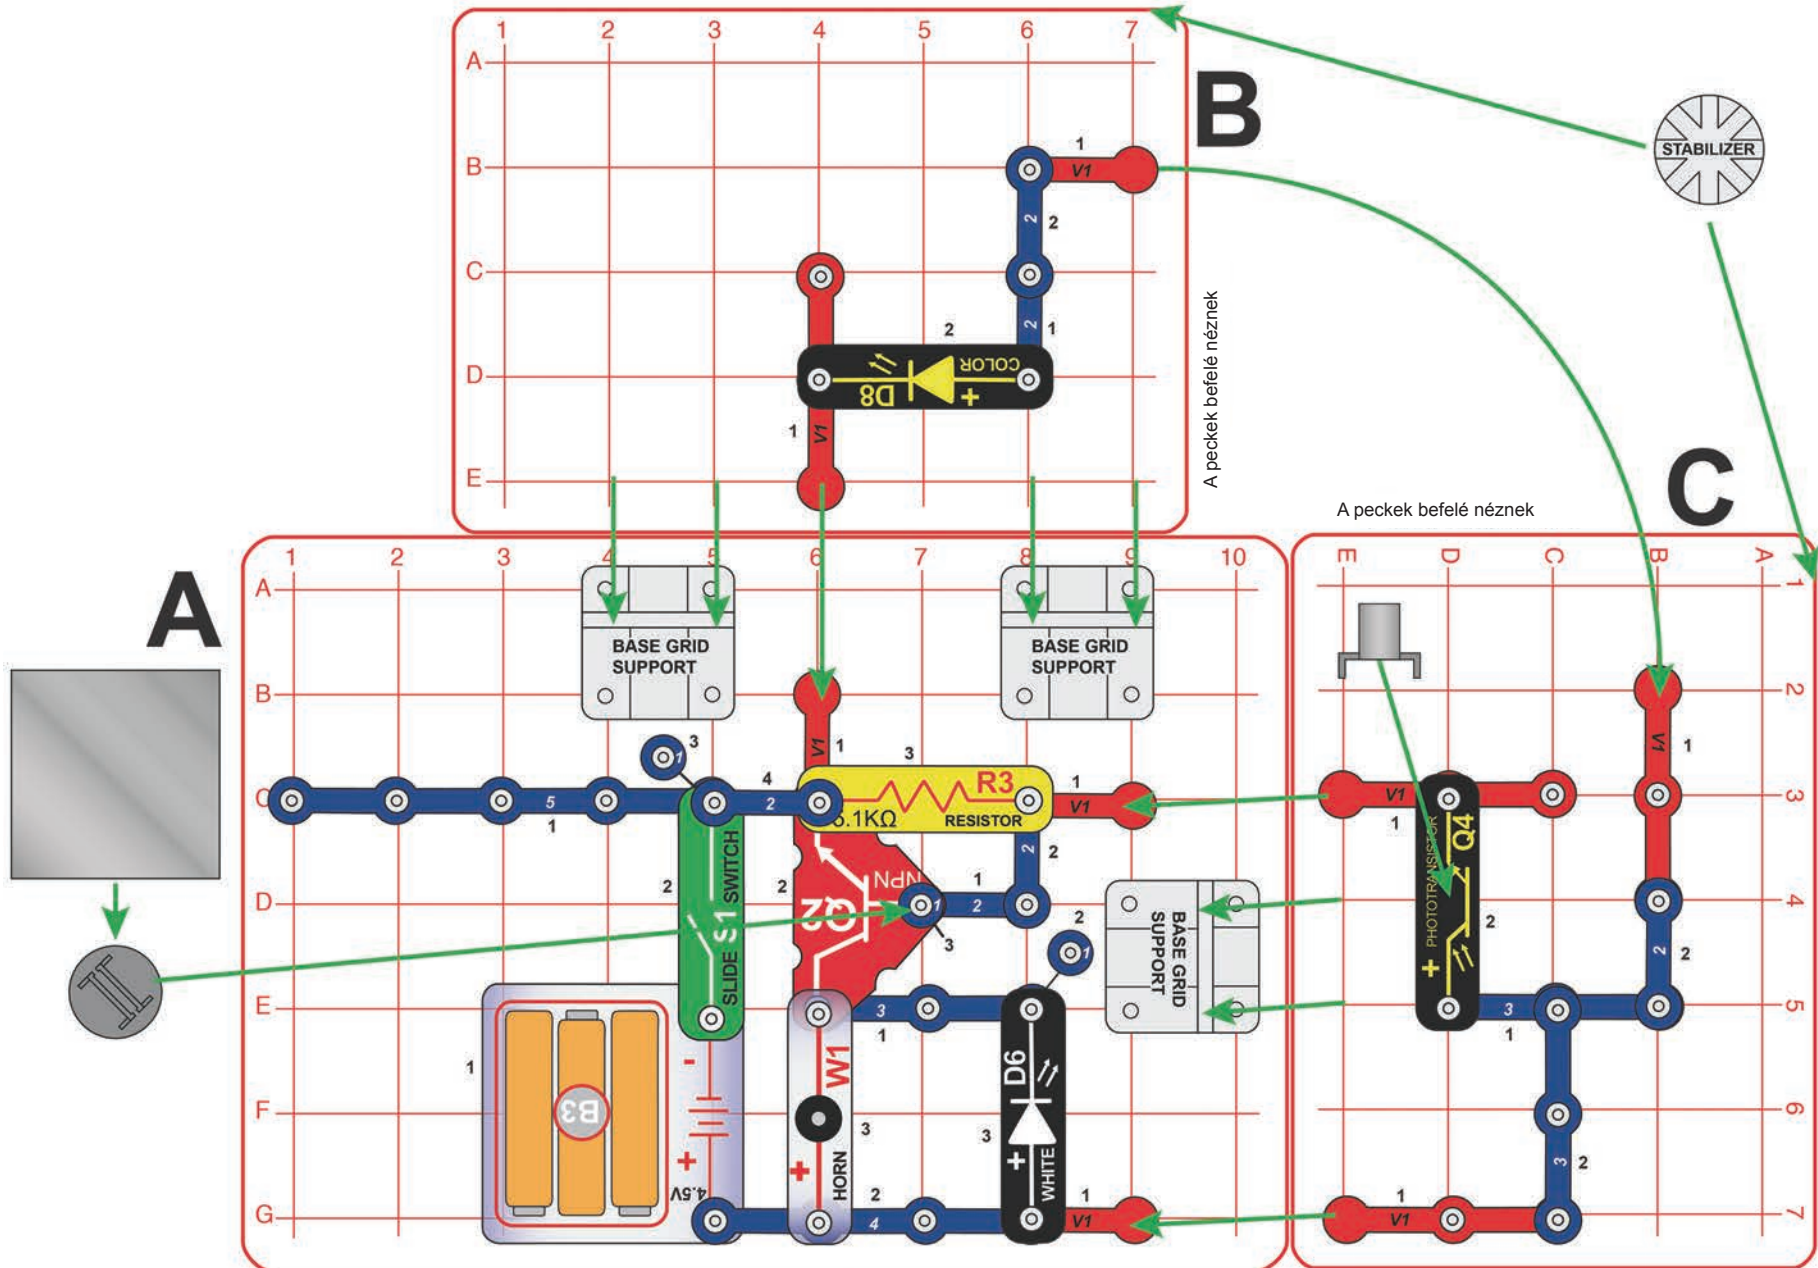 1 2 3 4 5 6 7
A
B
C
D
E
B
1
V1
2
2
2
1
2
COLOR
D8
+
1
V1
STABILIZER
A peckek befelé néznek
A
1 2 3 4 5 6 7 8 9 10
A
B
C
D
E
F
G
BASE GRID
SUPPORT
BASE GRID
SUPPORT
V1
1
3
1
4
2
3
R3
5.1KΩ
RESISTOR
1
V1
5
1
2
SLIDE SWITCH
S1
2
NPN
Q2
1
1
2
3
2
2
2
1
BASE GRID
SUPPORT
3
1
1
B3
-
+
4.5V
W1
+
HORN
3
D6
+
WHITE
3
2
4
1
V1
C
A peckek befelé néznek
E D C B A
1
2
3
4
5
6
7
V1
1
V1
1
PHOTOTRANSISTOR
Q4
+
2
2
2
3
1
3
2
1
V1